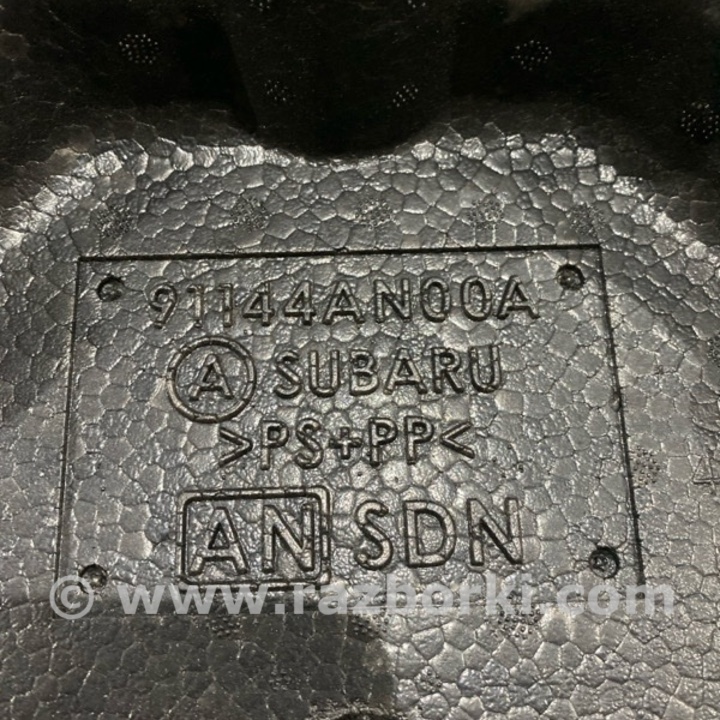 91144AN00A
A SUBARU
>PS+PP<
AN SDN
© www.razborki.com